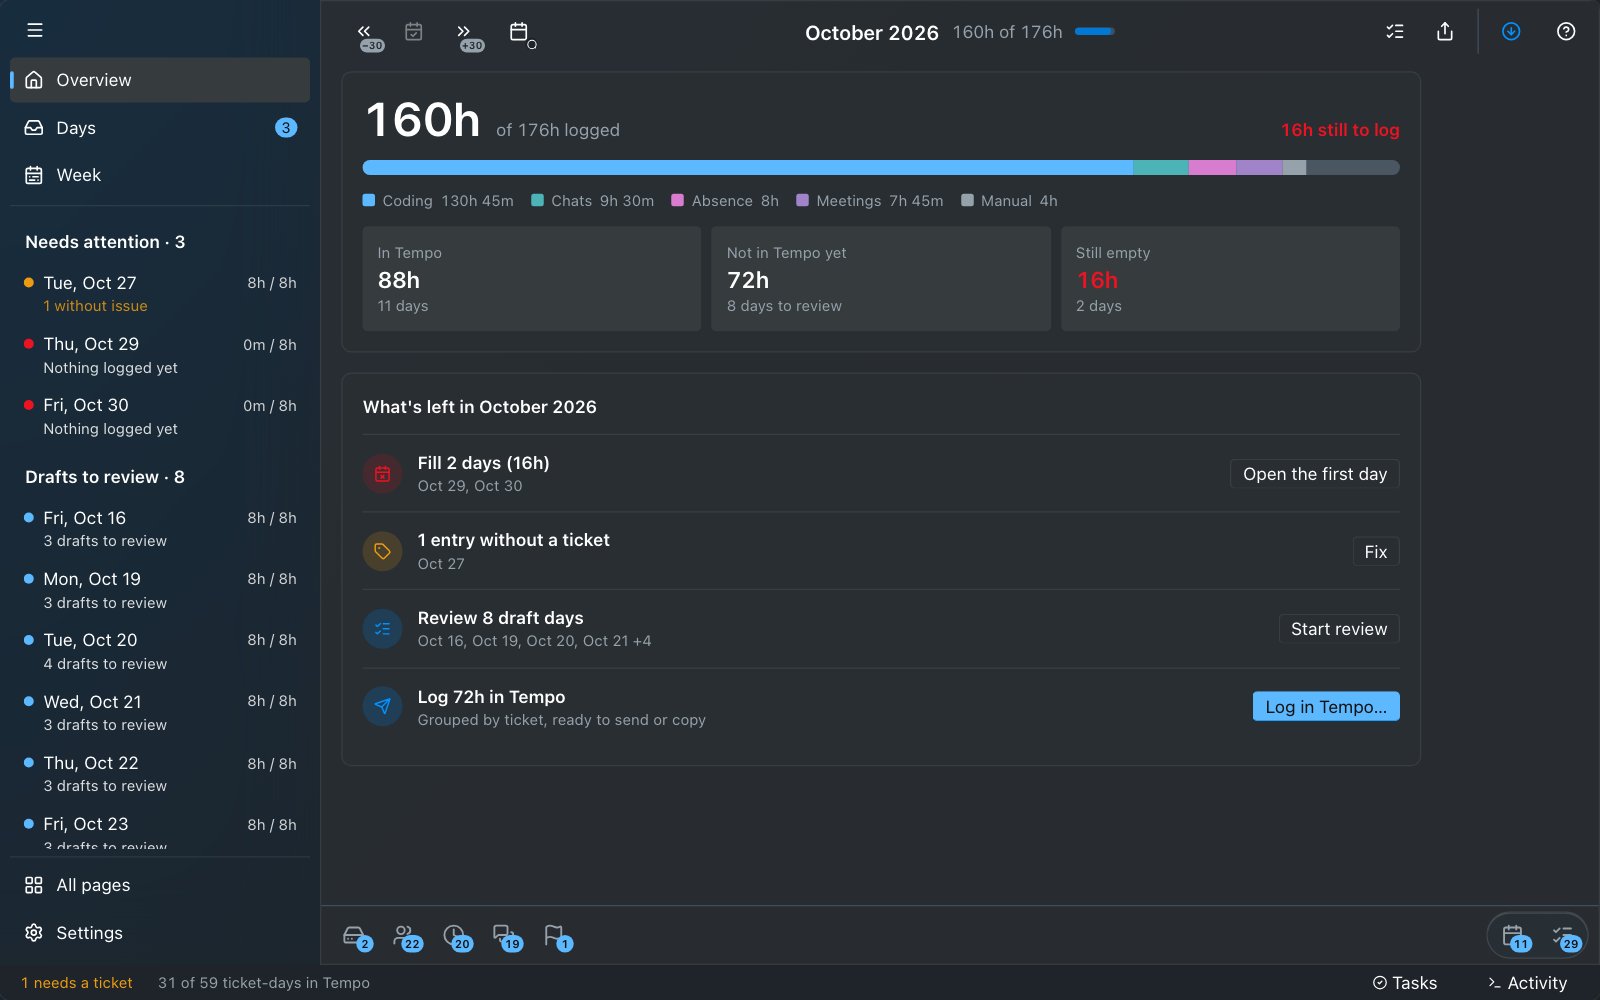 −30
+30
October 2026
160h of 176h
Overview
Days
3
Week
Needs attention · 3
Tue, Oct 27
8h / 8h
1 without issue
Thu, Oct 29
0m / 8h
Nothing logged yet
Fri, Oct 30
0m / 8h
Nothing logged yet
Drafts to review · 8
Fri, Oct 16
8h / 8h
3 drafts to review
Mon, Oct 19
8h / 8h
3 drafts to review
Tue, Oct 20
8h / 8h
4 drafts to review
Wed, Oct 21
8h / 8h
3 drafts to review
Thu, Oct 22
8h / 8h
3 drafts to review
Fri, Oct 23
8h / 8h
3 drafts to review
All pages
Settings
160h of 176h logged
16h still to log
Coding 130h 45m
Chats 9h 30m
Absence 8h
Meetings 7h 45m
Manual 4h
In Tempo
88h
11 days
Not in Tempo yet
72h
8 days to review
Still empty
16h
2 days
What's left in October 2026
Fill 2 days (16h)
Oct 29, Oct 30
Open the first day
1 entry without a ticket
Oct 27
Fix
Review 8 draft days
Oct 16, Oct 19, Oct 20, Oct 21 +4
Start review
Log 72h in Tempo
Grouped by ticket, ready to send or copy
Log in Tempo...
2
22
20
19
1
11
29
1 needs a ticket
31 of 59 ticket-days in Tempo
Tasks
Activity